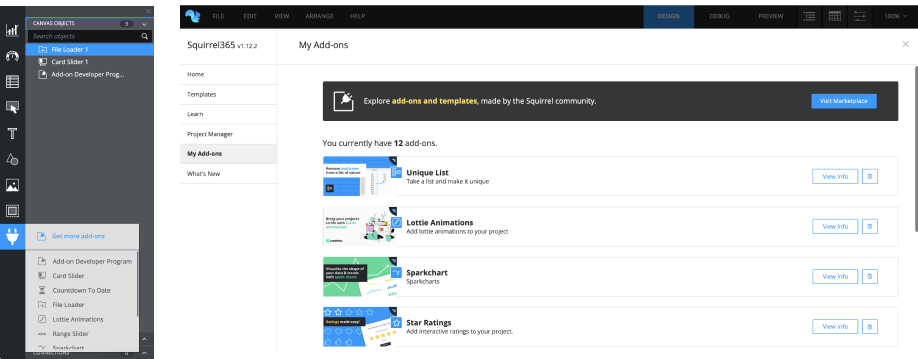 CANVAS OBJECTS 3
Search objects
File Loader 1
Card Slider 1
Add-on Developer Prog...
T
Get more add-ons
Add-on Developer Program
Card Slider
Countdown To Date
File Loader
Lottie Animations
Range Slider
Sparkchart
CONNECTIONS 0
FILE EDIT VIEW ARRANGE HELP DESIGN DEBUG PREVIEW 100%
Squirrel365 v1.12.2
My Add-ons
Home
Templates
Learn
Project Manager
My Add-ons
What's New
Explore add-ons and templates, made by the Squirrel community.
Visit Marketplace
You currently have 12 add-ons.
Remove duplicates
from a list of values
Unique List
Take a list and make it unique
View Info
Bring your projects
to life with Lottie
animations
Lottie Animations
Add lottie animations to your project
View Info
Visualise the shape of
your data & trends
with spark charts
Sparkchart
Sparkcharts
View Info
Ratings made easy!
Star Ratings
Add interactive ratings to your project.
View Info